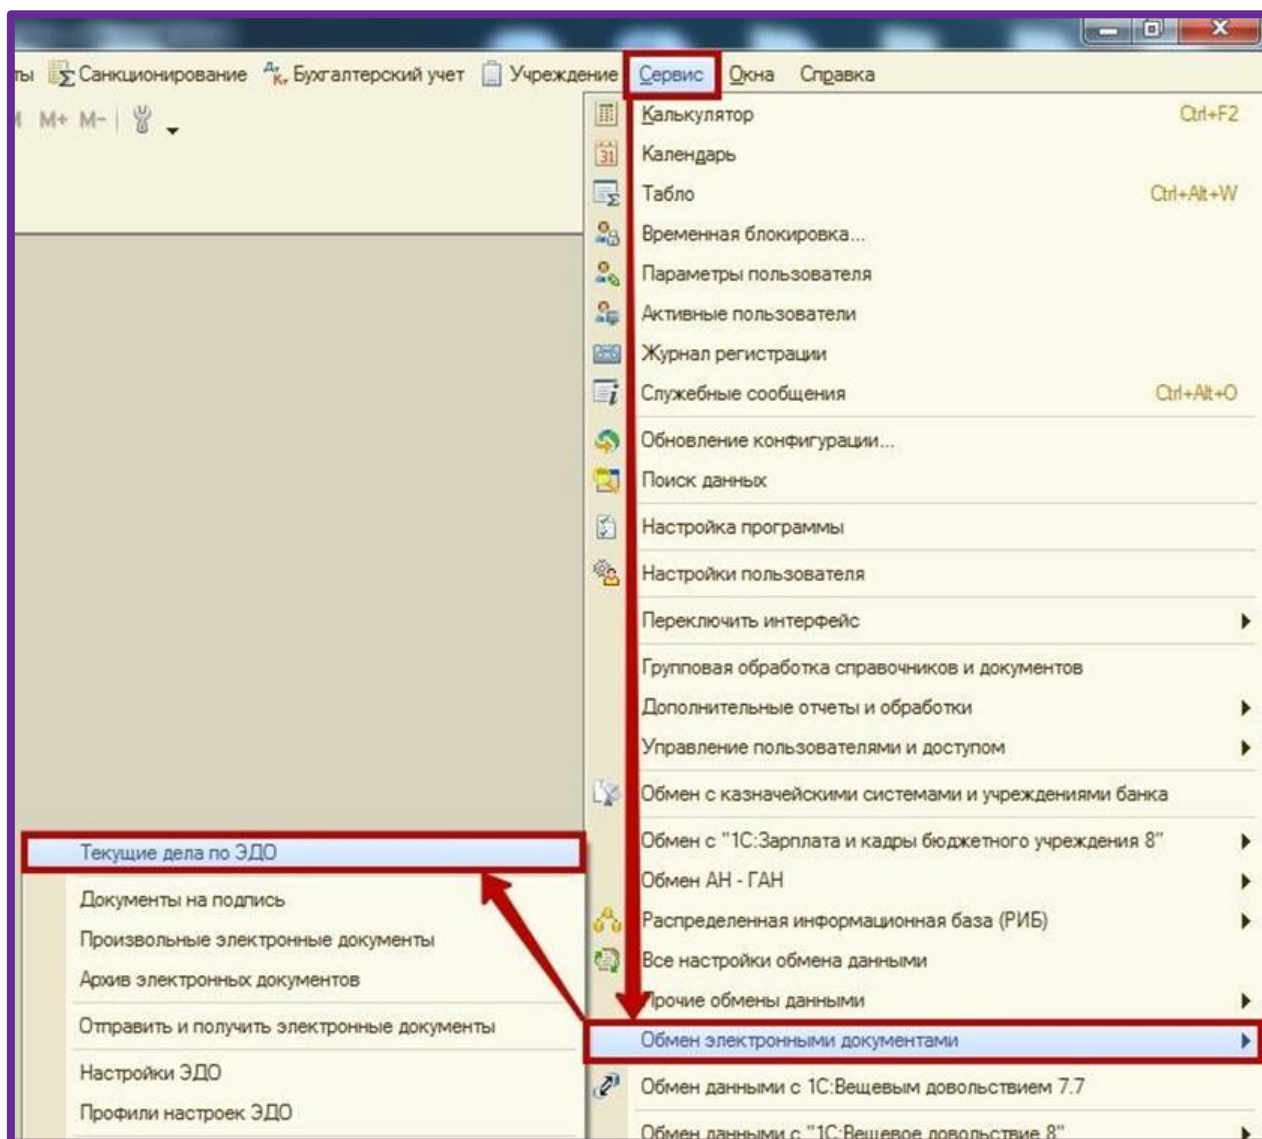 ты Санкционирование Дт Кт Бухгалтерский учет Учреждение Сервис Окна Справка
M+ M-
Калькулятор Ctrl+F2
31 Календарь
Табло Ctrl+Alt+W
Временная блокировка...
Параметры пользователя
Активные пользователи
Журнал регистрации
Служебные сообщения Ctrl+Alt+O
Обновление конфигурации...
Поиск данных
Настройка программы
Настройки пользователя
Переключить интерфейс
Групповая обработка справочников и документов
Дополнительные отчеты и обработки
Управление пользователями и доступом
Обмен с казначейскими системами и учреждениями банка
Обмен с "1С:Зарплата и кадры бюджетного учреждения 8"
Обмен АН - ГАН
Распределенная информационная база (РИБ)
Все настройки обмена данными
Прочие обмены данными
Обмен электронными документами
Обмен данными с 1С:Вещевым довольствием 7.7
Обмен данными с "1С:Вещевое довольствие 8"
Текущие дела по ЭДО
Документы на подпись
Произвольные электронные документы
Архив электронных документов
Отправить и получить электронные документы
Настройки ЭДО
Профили настроек ЭДО